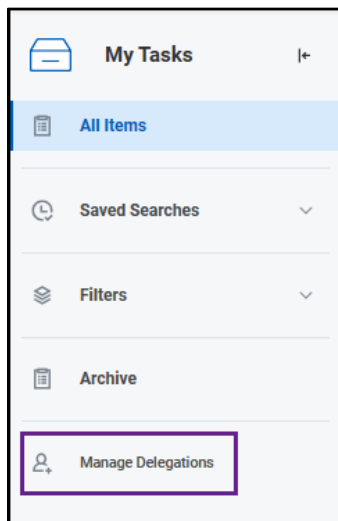 My Tasks
All Items
Saved Searches
Filters
Archive
Manage Delegations